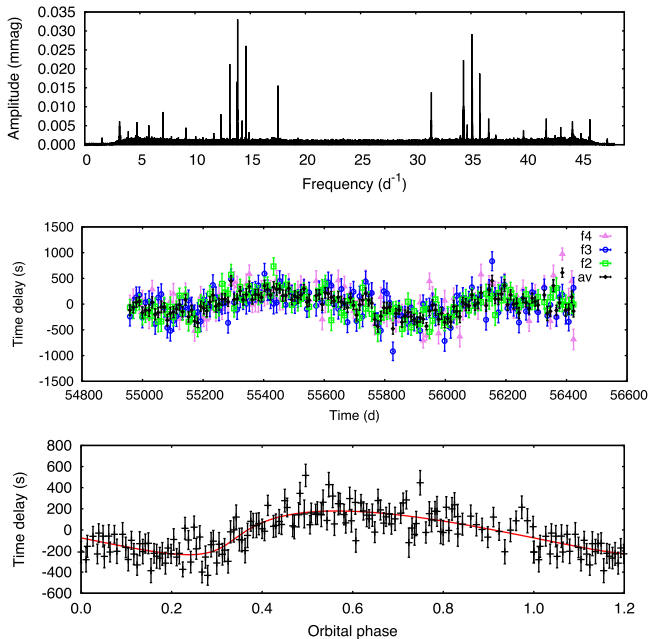 0.035
0.030
0.025
0.020
0.015
0.010
0.005
0.000
Amplitude (mmag)
0 5 10 15 20 25 30 35 40 45
Frequency (d-1)
1500
1000
500
0
-500
-1000
-1500
Time delay (s)
f4
f3
f2
av
54800 55000 55200 55400 55600 55800 56000 56200 56400 56600
Time (d)
800
600
400
200
0
-200
-400
-600
Time delay (s)
0.0 0.2 0.4 0.6 0.8 1.0 1.2
Orbital phase